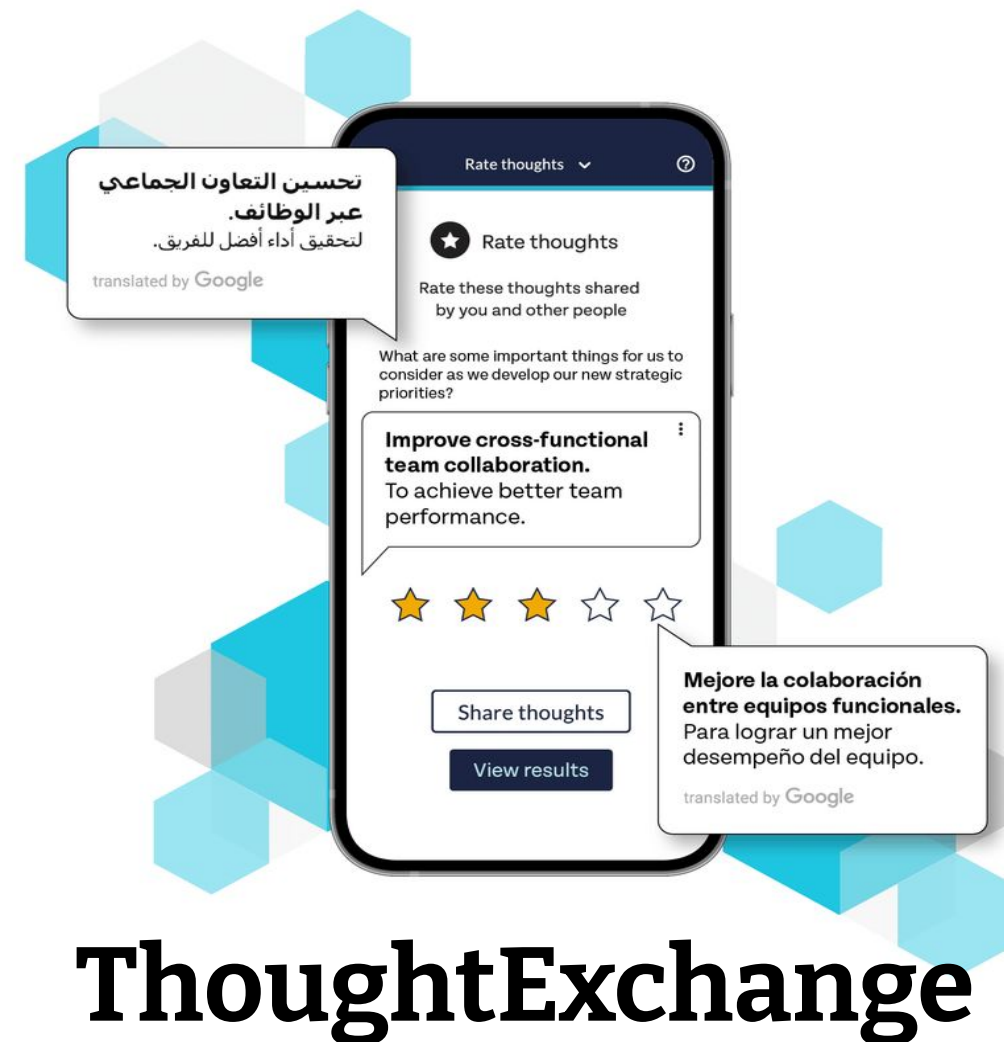 Rate thoughts
تحسين التعاون الجماعي
عبر الوظائف.
لتحقيق أداء أفضل للفريق.
translated by Google
Rate thoughts
Rate these thoughts shared
by you and other people
What are some important things for us to
consider as we develop our new strategic
priorities?
Improve cross-functional
team collaboration.
To achieve better team
performance.
Share thoughts
View results
Mejore la colaboración
entre equipos funcionales.
Para lograr un mejor
desempeño del equipo.
translated by Google
ThoughtExchange